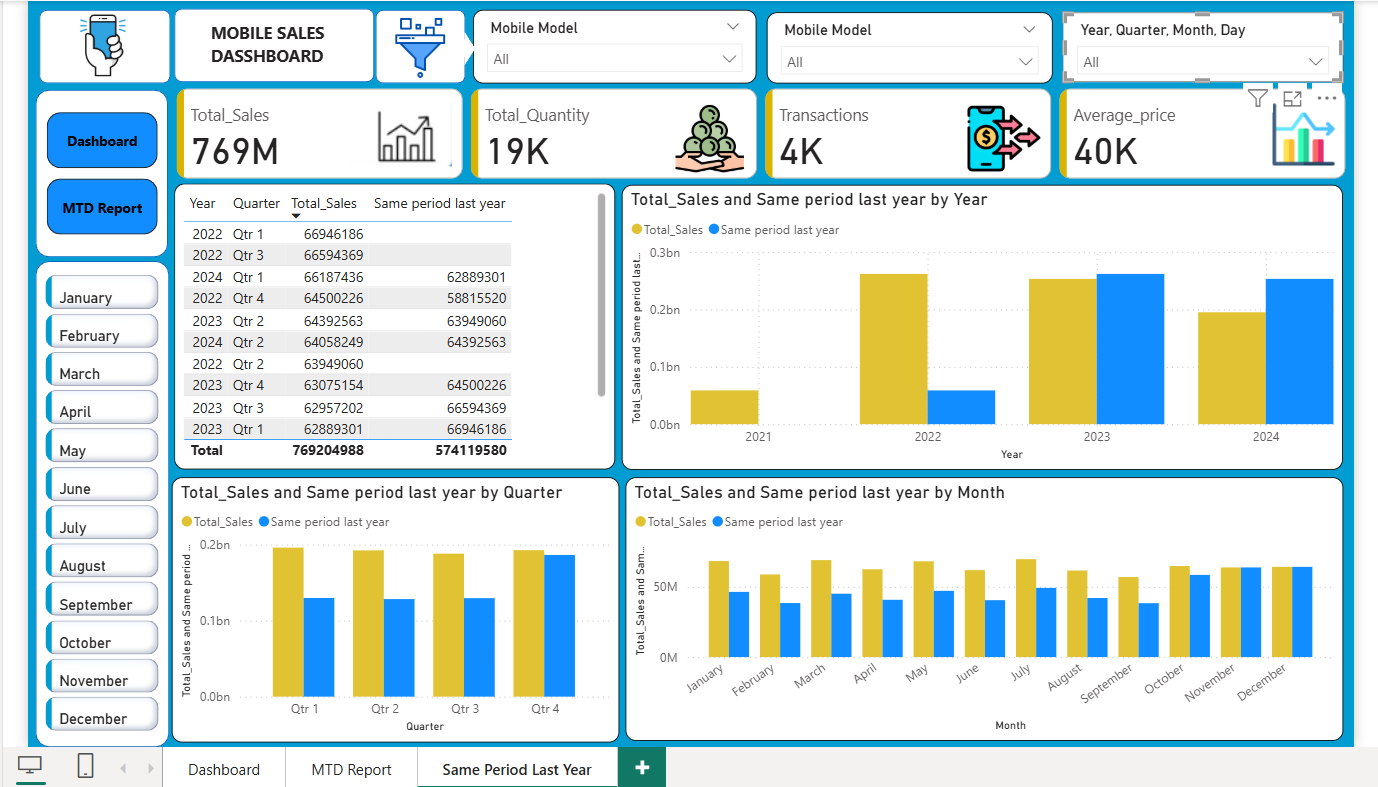 MOBILE SALES
DASSHBOARD
Mobile Model
All
Mobile Model
All
Year, Quarter, Month, Day
All
Dashboard
MTD Report
Total_Sales
769M
Total_Quantity
19K
Transactions
4K
Average_price
40K
January
February
March
April
May
June
July
August
September
October
November
December
Year Quarter Total_Sales Same period last year
2022 Qtr 1 66946186
2022 Qtr 3 66594369
2024 Qtr 1 66187436 62889301
2022 Qtr 4 64500226 58815520
2023 Qtr 2 64392563 63949060
2024 Qtr 2 64058249 64392563
2022 Qtr 2 63949060
2023 Qtr 4 63075154 64500226
2023 Qtr 3 62957202 66594369
2023 Qtr 1 62889301 66946186
Total 769204988 574119580
Total_Sales and Same period last year by Year
Total_Sales Same period last year
Total_Sales and Same period last...
0.3bn
0.2bn
0.1bn
0.0bn
2021 2022 2023 2024
Year
Total_Sales and Same period last year by Quarter
Total_Sales Same period last year
Total_Sales and Same period ...
0.2bn
0.1bn
0.0bn
Qtr 1 Qtr 2 Qtr 3 Qtr 4
Quarter
Total_Sales and Same period last year by Month
Total_Sales Same period last year
Total_Sales and Sam...
50M
0M
January February March April May June July August September October November December
Month
Dashboard MTD Report Same Period Last Year +